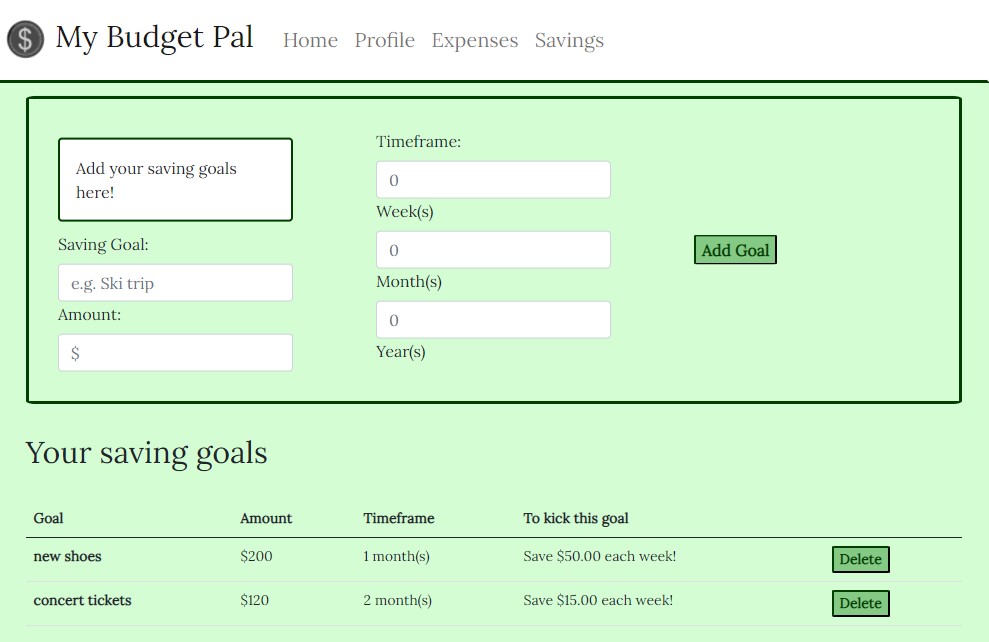 $ My Budget Pal Home Profile Expenses Savings
Add your saving goals
here!
Saving Goal:
e.g. Ski trip
Amount:
$
Timeframe:
0
Week(s)
0
Month(s)
0
Year(s)
Add Goal
Your saving goals
Goal Amount Timeframe To kick this goal
new shoes $200 1 month(s) Save $50.00 each week! Delete
concert tickets $120 2 month(s) Save $15.00 each week! Delete